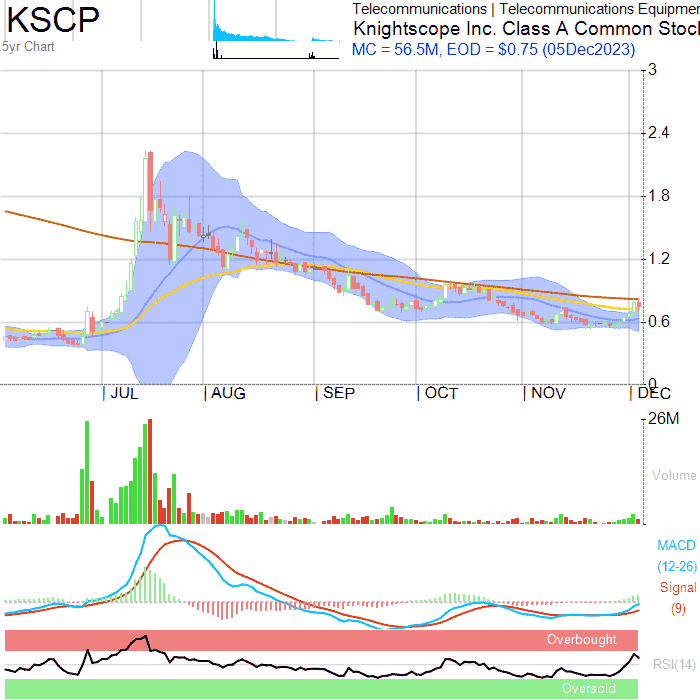 KSCP
5yr Chart
Telecommunications | Telecommunications Equipmen
Knightscope Inc. Class A Common Stoc
MC = 56.5M, EOD = $0.75 (05Dec2023)
3
2.4
1.8
1.2
0.6
0
| JUL | AUG | SEP | OCT | NOV | DEC
26M
Volume
MACD
(12-26)
Signal
(9)
Overbought
RSI(14)
Oversold